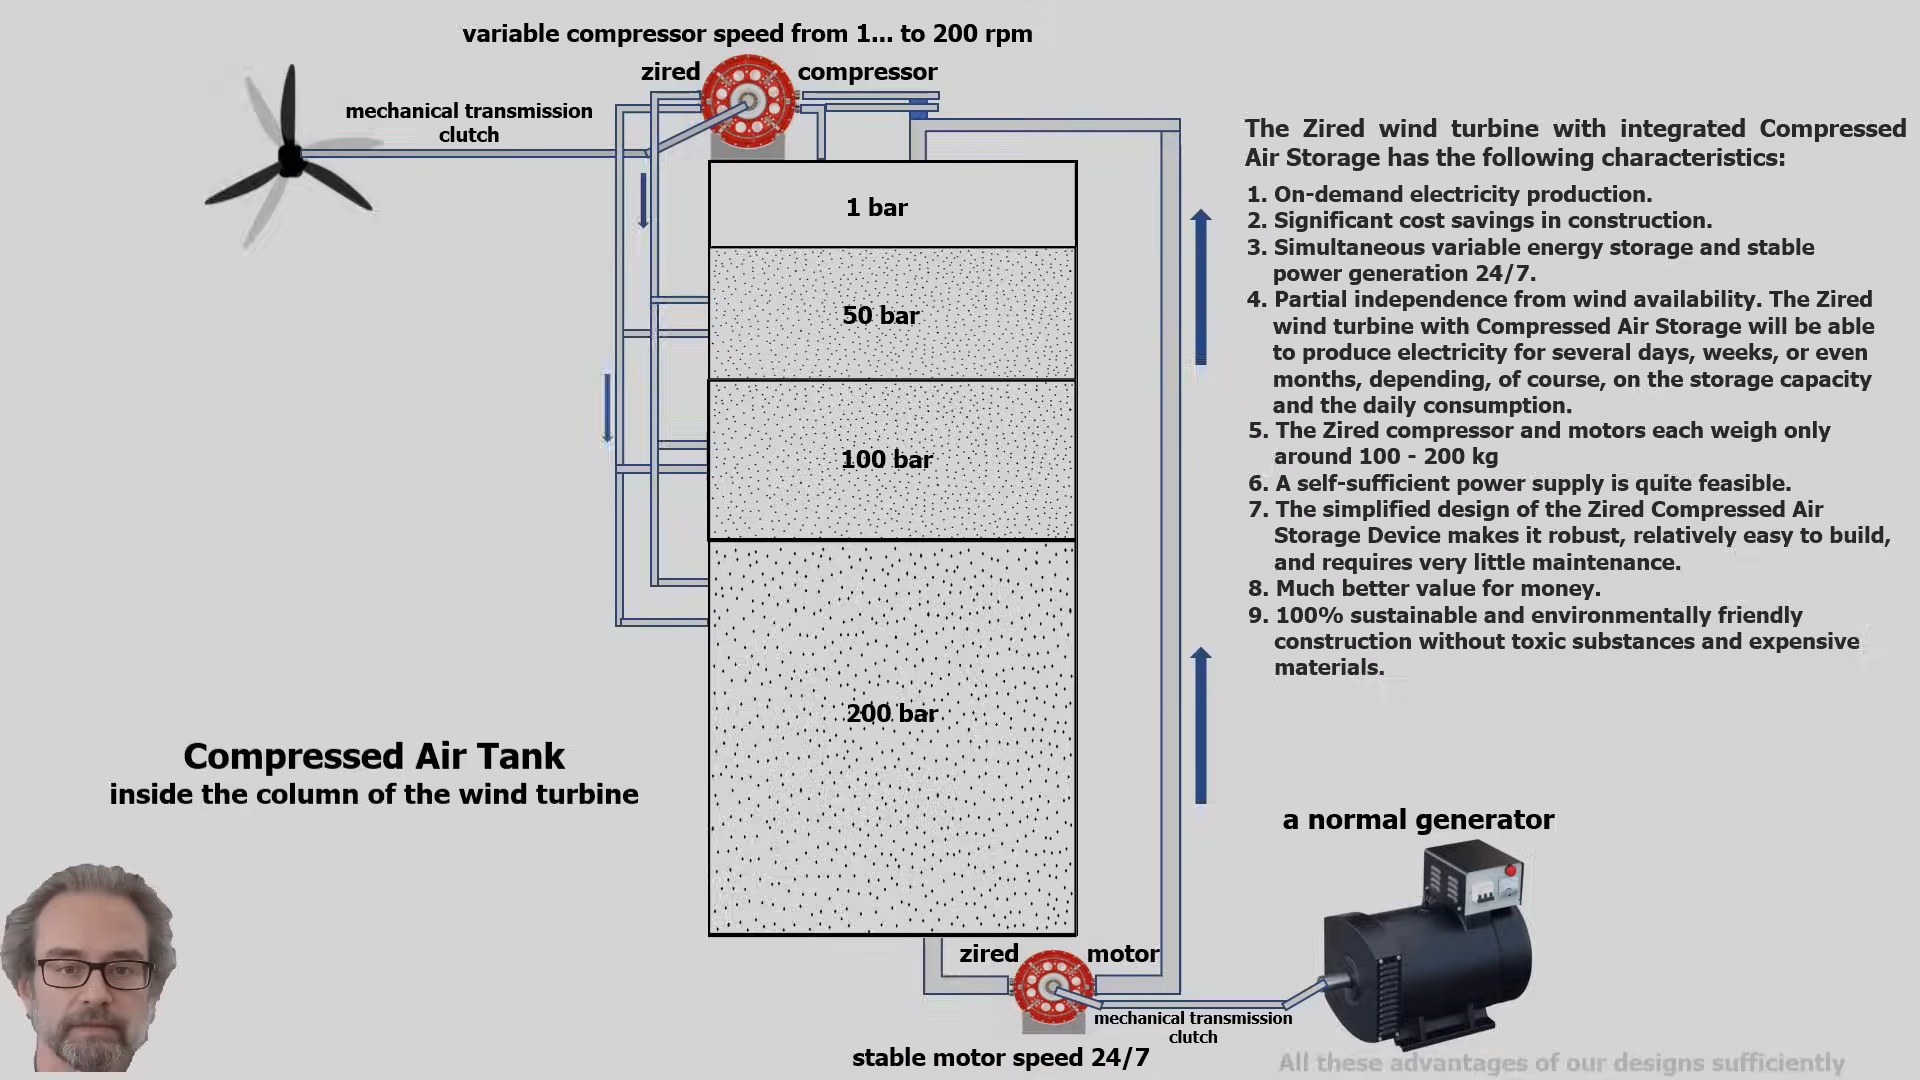 variable compressor speed from 1... to 200 rpm
zired compressor
mechanical transmission
clutch
1 bar
50 bar
100 bar
200 bar
Compressed Air Tank
inside the column of the wind turbine
The Zired wind turbine with integrated Compressed
Air Storage has the following characteristics:
1. On-demand electricity production.
2. Significant cost savings in construction.
3. Simultaneous variable energy storage and stable
power generation 24/7.
4. Partial independence from wind availability. The Zired
wind turbine with Compressed Air Storage will be able
to produce electricity for several days, weeks, or even
months, depending, of course, on the storage capacity
and the daily consumption.
5. The Zired compressor and motors each weigh only
around 100 - 200 kg
6. A self-sufficient power supply is quite feasible.
7. The simplified design of the Zired Compressed Air
Storage Device makes it robust, relatively easy to build,
and requires very little maintenance.
8. Much better value for money.
9. 100% sustainable and environmentally friendly
construction without toxic substances and expensive
materials.
a normal generator
zired motor
mechanical transmission
clutch
stable motor speed 24/7
All these advantages of our designs sufficiently